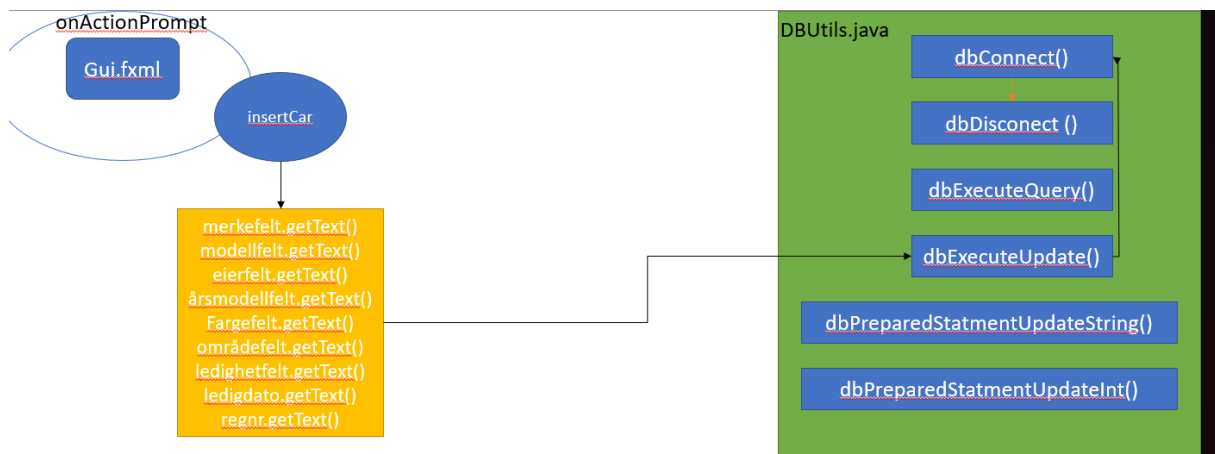 onActionPrompt
Gui.fxml
insertCar
merkefelt.getText()
modellfelt.getText()
eierfelt.getText()
årsmodellfelt.getText()
Fargefelt.getText()
områdefelt.getText()
ledighetfelt.getText()
ledigdato.getText()
regnr.getText()
DBUtils.java
dbConnect()
dbDisconect ()
dbExecuteQuery()
dbExecuteUpdate()
dbPreparedStatmentUpdateString()
dbPreparedStatmentUpdateInt()